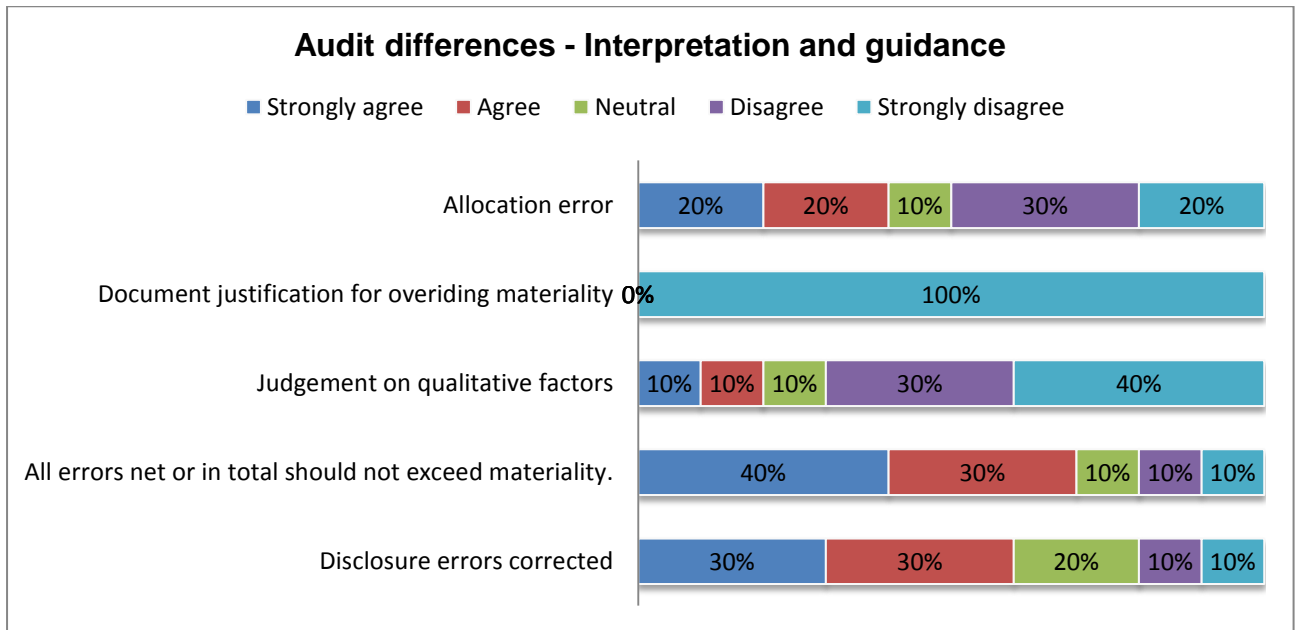 Audit differences - Interpretation and guidance
Strongly agree Agree Neutral Disagree Strongly disagree
Allocation error 20% 20% 10% 30% 20%
Document justification for overiding materiality 0% 100%
Judgement on qualitative factors 10% 10% 10% 30% 40%
All errors net or in total should not exceed materiality. 40% 30% 10% 10% 10%
Disclosure errors corrected 30% 30% 20% 10% 10%